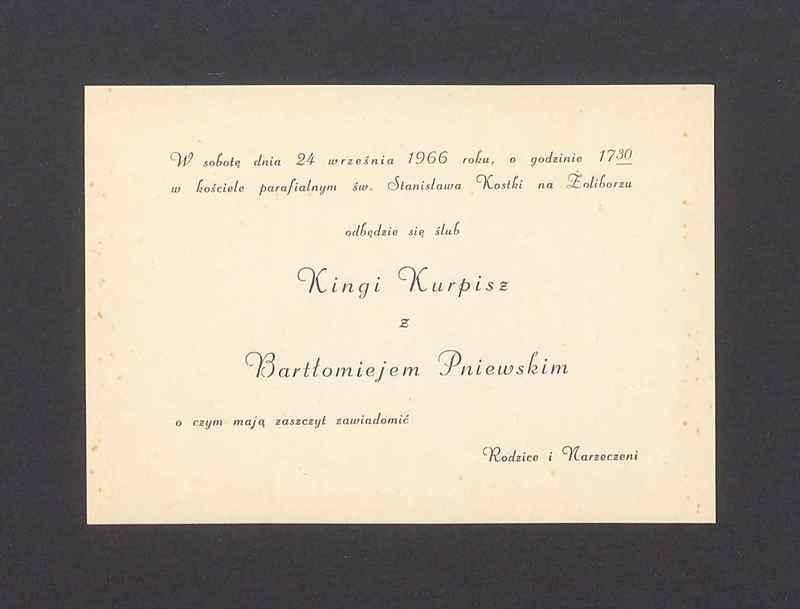 W sobotę dnia 24 września 1966 roku, o godzinie 17³⁰
w kościele parafialnym św. Stanisława Kostki na Żoliborzu
odbędzie się ślub
Kingi Kurpisz
z
Bartłomiejem Pniewskim
o czym mają zaszczyt zawiadomić
Rodzice i Narzeczeni